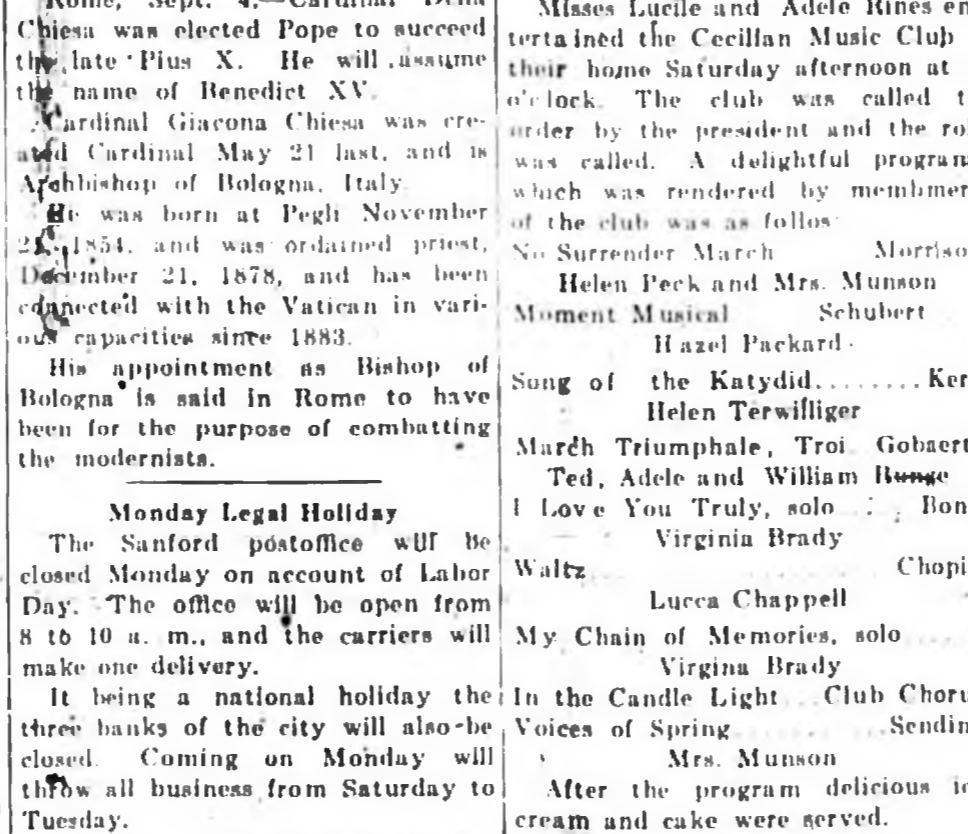 Rome, Sept. 4.—Cardinal Della
Chiesa was elected Pope to succeed
the late Pius X. He will assume
the name of Benedict XV.
Cardinal Giacona Chiesa was cre-
ated Cardinal May 21 last, and is
Archbishop of Bologna, Italy
He was born at Pegli November
21, 1854, and was ordained priest,
December 21, 1878, and has been
connected with the Vatican in vari-
ous capacities since 1883.
His appointment as Bishop of
Bologna is said in Rome to have
been for the purpose of combatting
the modernists.
Monday Legal Holiday
The Sanford postoffice will be
closed Monday on account of Labor
Day. The office will be open from
8 to 10 a. m., and the carriers will
make one delivery.
It being a national holiday the
three banks of the city will also be
closed. Coming on Monday will
throw all business from Saturday to
Tuesday.
Misses Lucile and Adele Rines en
tertained the Cecilian Music Club
their home Saturday afternoon at
o'clock. The club was called t
order by the president and the ro
was called. A delightful program
which was rendered by membmer
of the club was as follos
No Surrender March Morriso
Helen Peck and Mrs. Munson
Moment Musical Schubert
Hazel Packard
Song of the Katydid........Ker
Helen Terwilliger
March Triumphale, Troi Gobaert
Ted, Adele and William Runge
I Love You Truly, solo Bon
Virginia Brady
Waltz Chopi
Lucca Chappell
My Chain of Memories, solo
Virgina Brady
In the Candle Light Club Choru
Voices of Spring Sendin
Mrs. Munson
After the program delicious ic
cream and cake were served.